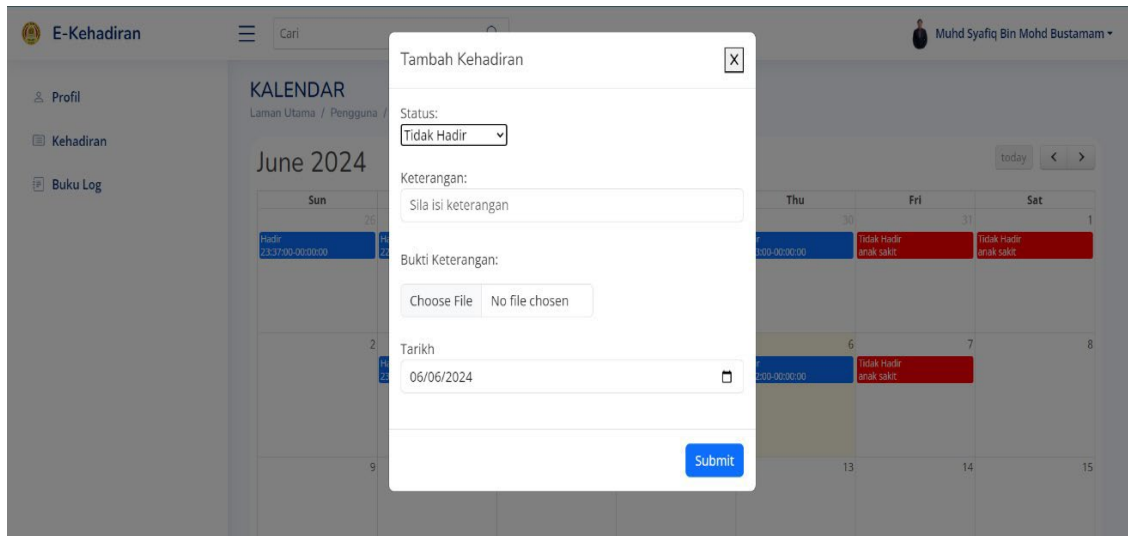 E-Kehadiran
Cari
Muhd Syafiq Bin Mohd Bustamam
Profil
Kehadiran
Buku Log
KALENDAR
Laman Utama / Pengguna /
June 2024
today
Tambah Kehadiran
X
Status:
Tidak Hadir
Keterangan:
Sila isi keterangan
Bukti Keterangan:
Choose File No file chosen
Tarikh
06/06/2024
Submit
Sun Thu Fri Sat
26 30 31 1
Hadir
23:37:00-00:00:00
Tidak Hadir
anak sakit
Tidak Hadir
anak sakit
2 6 7 8
Tidak Hadir
anak sakit
9 13 14 15